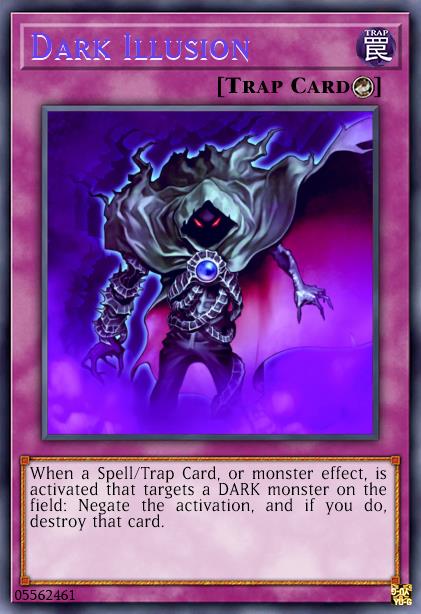 Dark Illusion
TRAP
罠
[Trap Card]
When a Spell/Trap Card, or monster effect, is
activated that targets a DARK monster on the
field: Negate the activation, and if you do,
destroy that card.
05562461